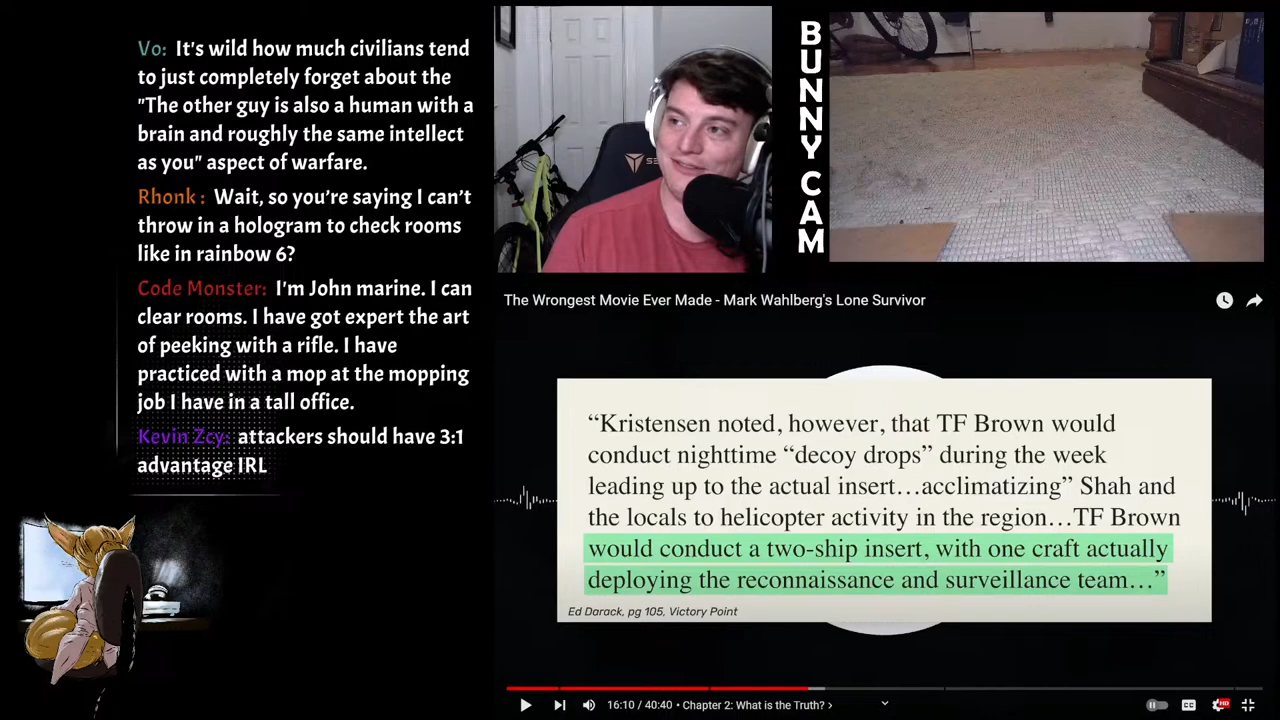 Vo: It's wild how much civilians tend
to just completely forget about the
"The other guy is also a human with a
brain and roughly the same intellect
as you" aspect of warfare.
Rhonk : Wait, so you're saying I can't
throw in a hologram to check rooms
like in rainbow 6?
Code Monster: I'm John marine. I can
clear rooms. I have got expert the art
of peeking with a rifle. I have
practiced with a mop at the mopping
job I have in a tall office.
Kevin Zcy: attackers should have 3:1
advantage IRL
BUNNY CAM
The Wrongest Movie Ever Made - Mark Wahlberg's Lone Survivor
“Kristensen noted, however, that TF Brown would
conduct nighttime “decoy drops” during the week
leading up to the actual insert…acclimatizing” Shah and
the locals to helicopter activity in the region…TF Brown
would conduct a two-ship insert, with one craft actually
deploying the reconnaissance and surveillance team…”
Ed Darack, pg 105, Victory Point
16:10 / 40:40 • Chapter 2: What is the Truth? ›
CC
HD